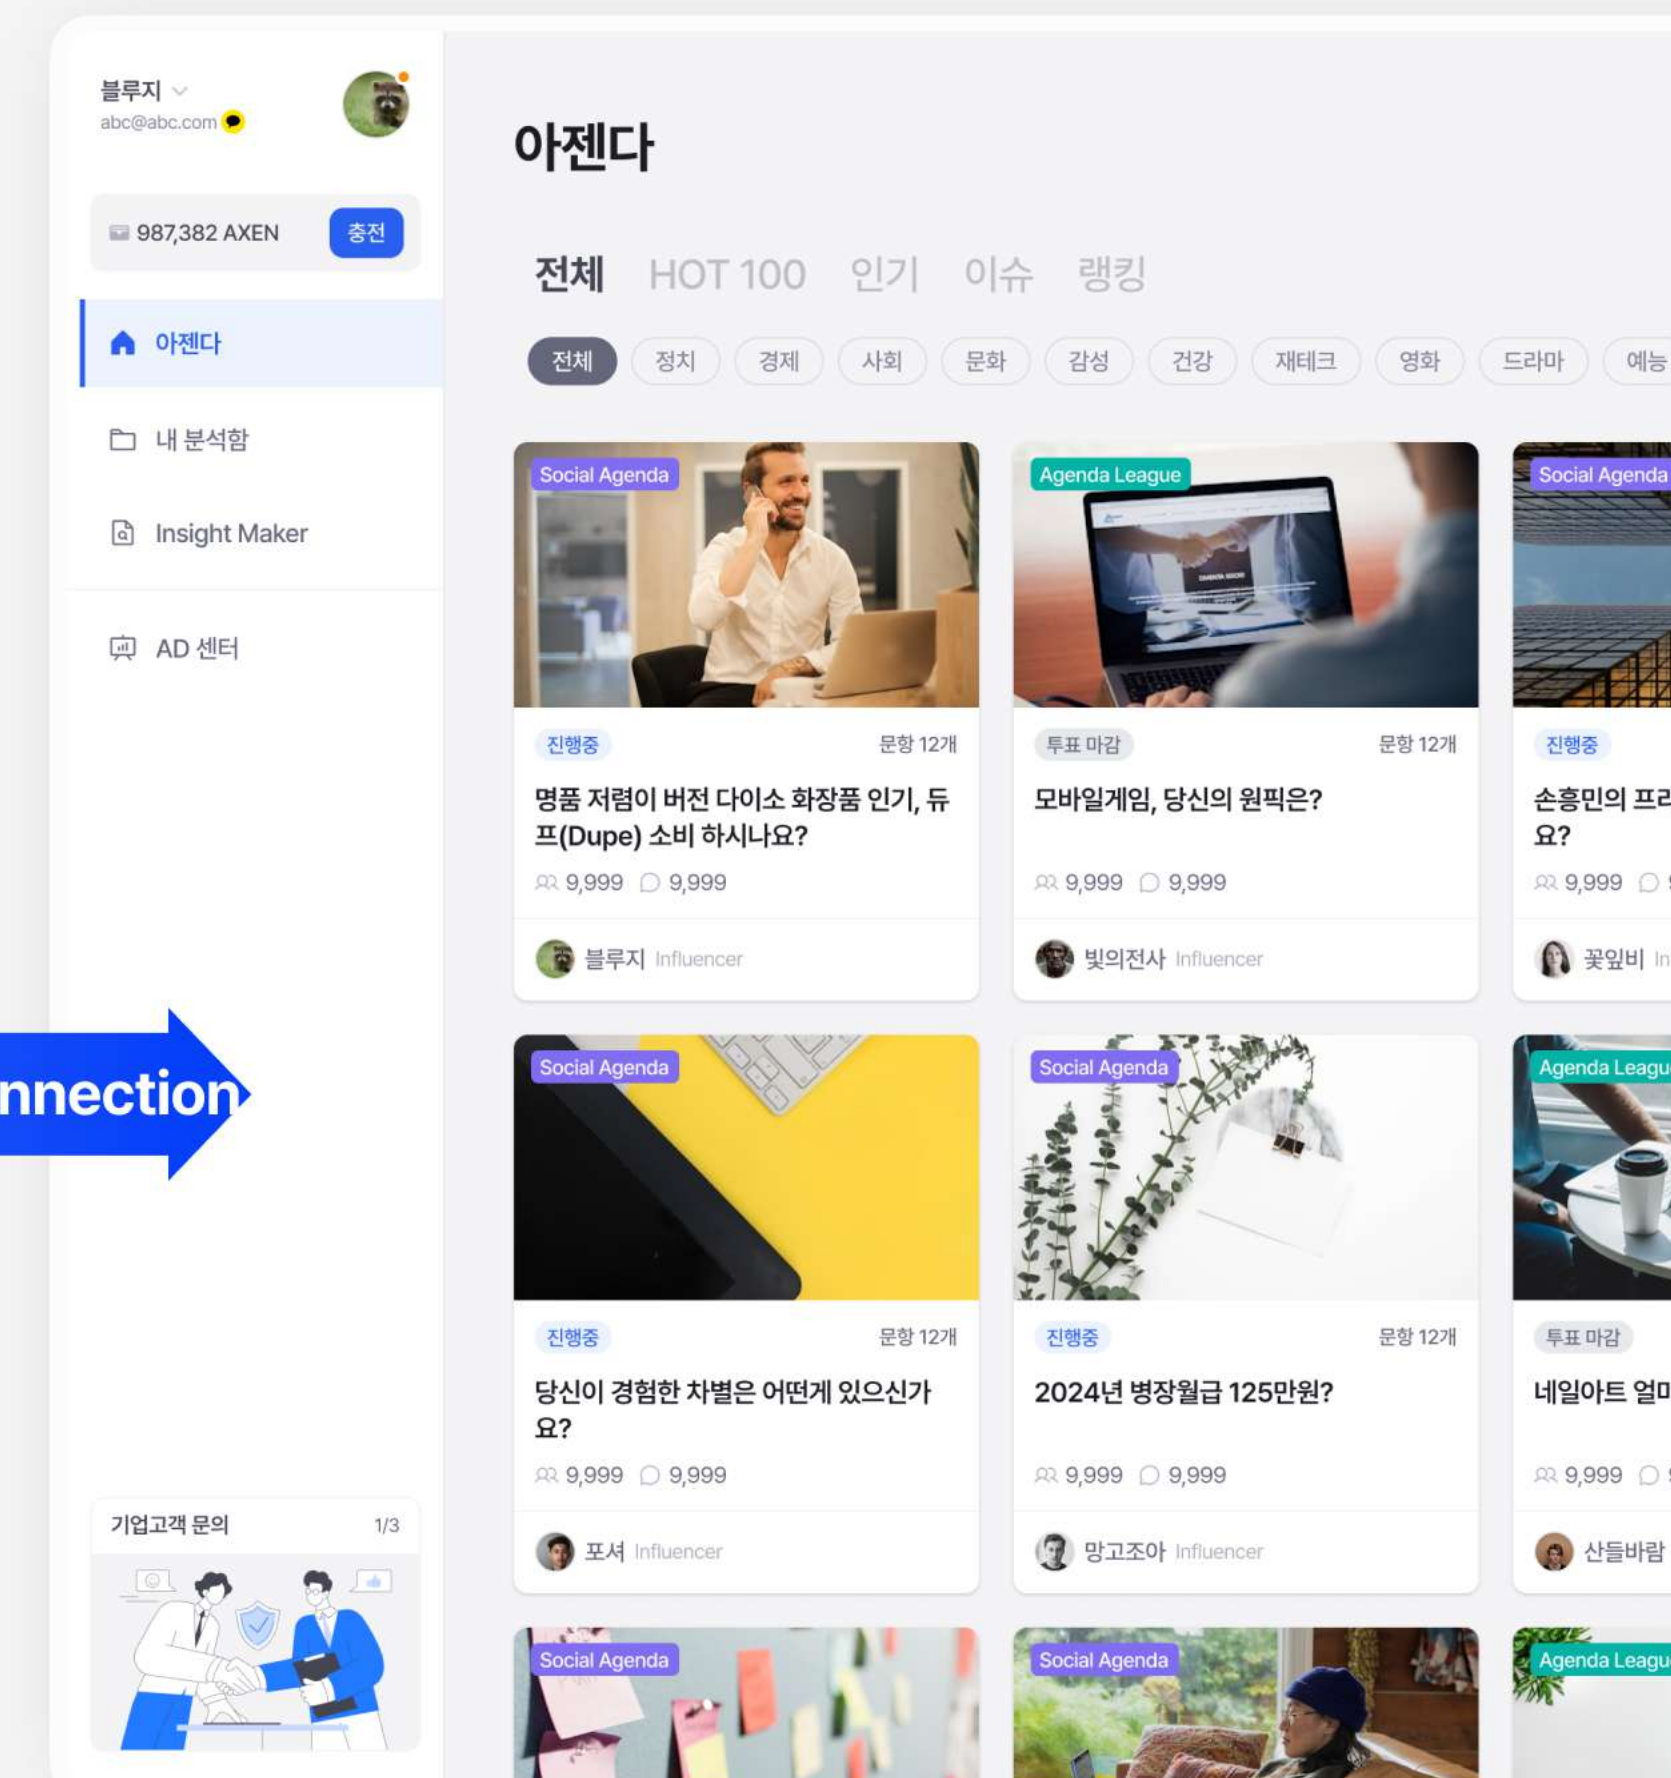 블루지
abc@abc.com
987,382 AXEN 충전
아젠다
내 분석함
Insight Maker
AD 센터
nnection
기업고객 문의 1/3
아젠다
전체 HOT 100 인기 이슈 랭킹
전체 정치 경제 사회 문화 감성 건강 재테크 영화 드라마 예능
Social Agenda
진행중 문항 12개
명품 저렴이 버전 다이소 화장품 인기, 듀
프(Dupe) 소비 하시나요?
9,999 9,999
블루지 Influencer
Agenda League
투표 마감 문항 12개
모바일게임, 당신의 원픽은?
9,999 9,999
빛의전사 Influencer
Social Agenda
진행중
손흥민의
요?
9,999
꽃잎비
Social Agenda
진행중 문항 12개
당신이 경험한 차별은 어떤게 있으신가
요?
9,999 9,999
포셔 Influencer
Social Agenda
진행중 문항 12개
2024년 병장월급 125만원?
9,999 9,999
망고조아 Influencer
Agenda
투표 마감
네일아트
9,999
산들바람
Social Agenda
Social Agenda
Agenda